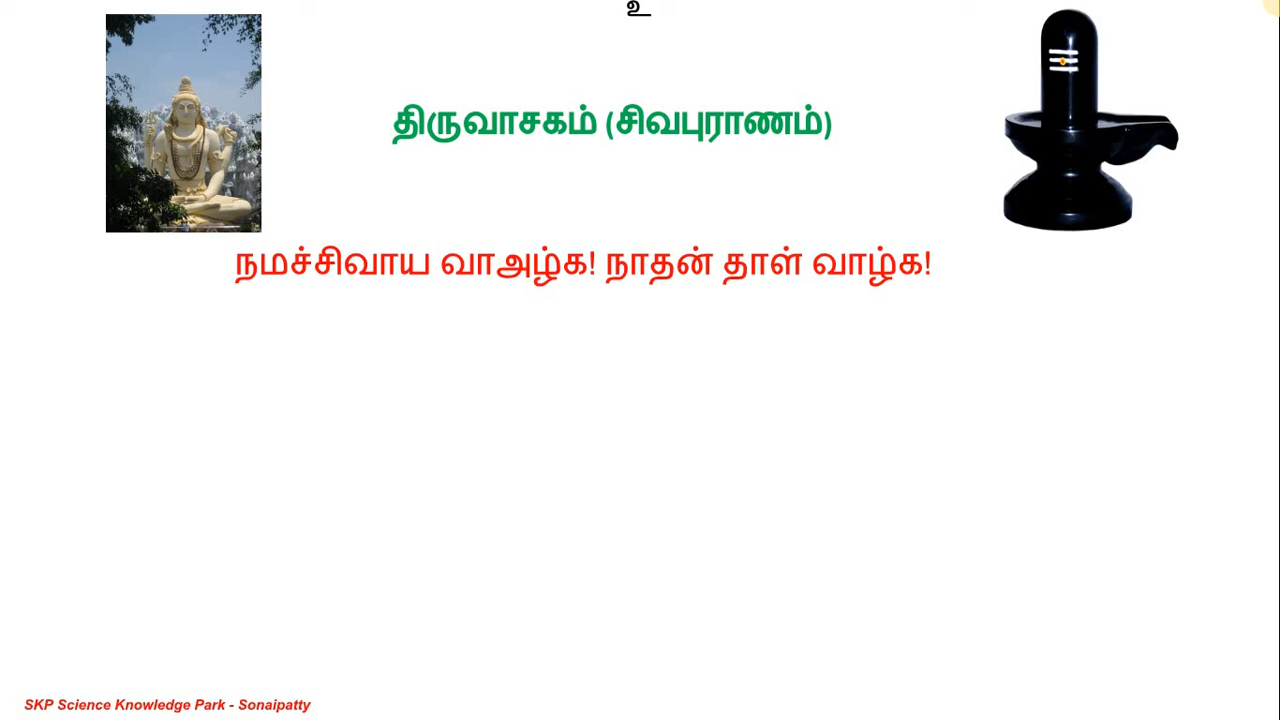 உ
திருவாசகம் (சிவபுராணம்)
நமச்சிவாய வாஅழ்க! நாதன் தாள் வாழ்க!
SKP Science Knowledge Park - Sonaipatty